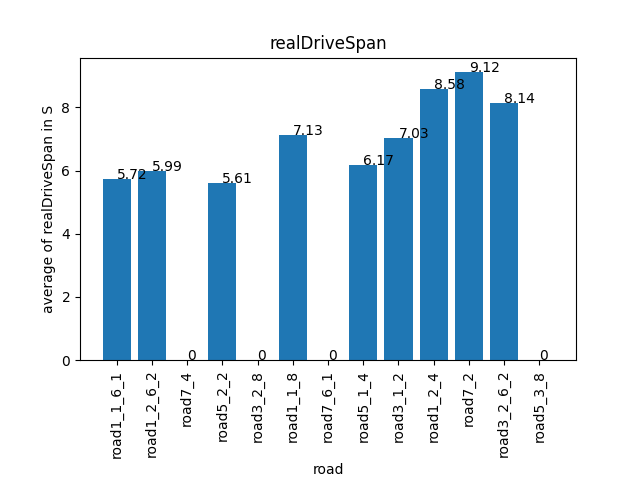 realDriveSpan
average of realDriveSpan in S
8
6
4
2
0
5.72
5.99
0
5.61
0
7.13
0
6.17
7.03
8.58
9.12
8.14
0
road1_1_6_1
road1_2_6_2
road7_4
road5_2_2
road3_2_8
road1_1_8
road7_6_1
road5_1_4
road3_1_2
road1_2_4
road7_2
road3_2_6_2
road5_3_8
road